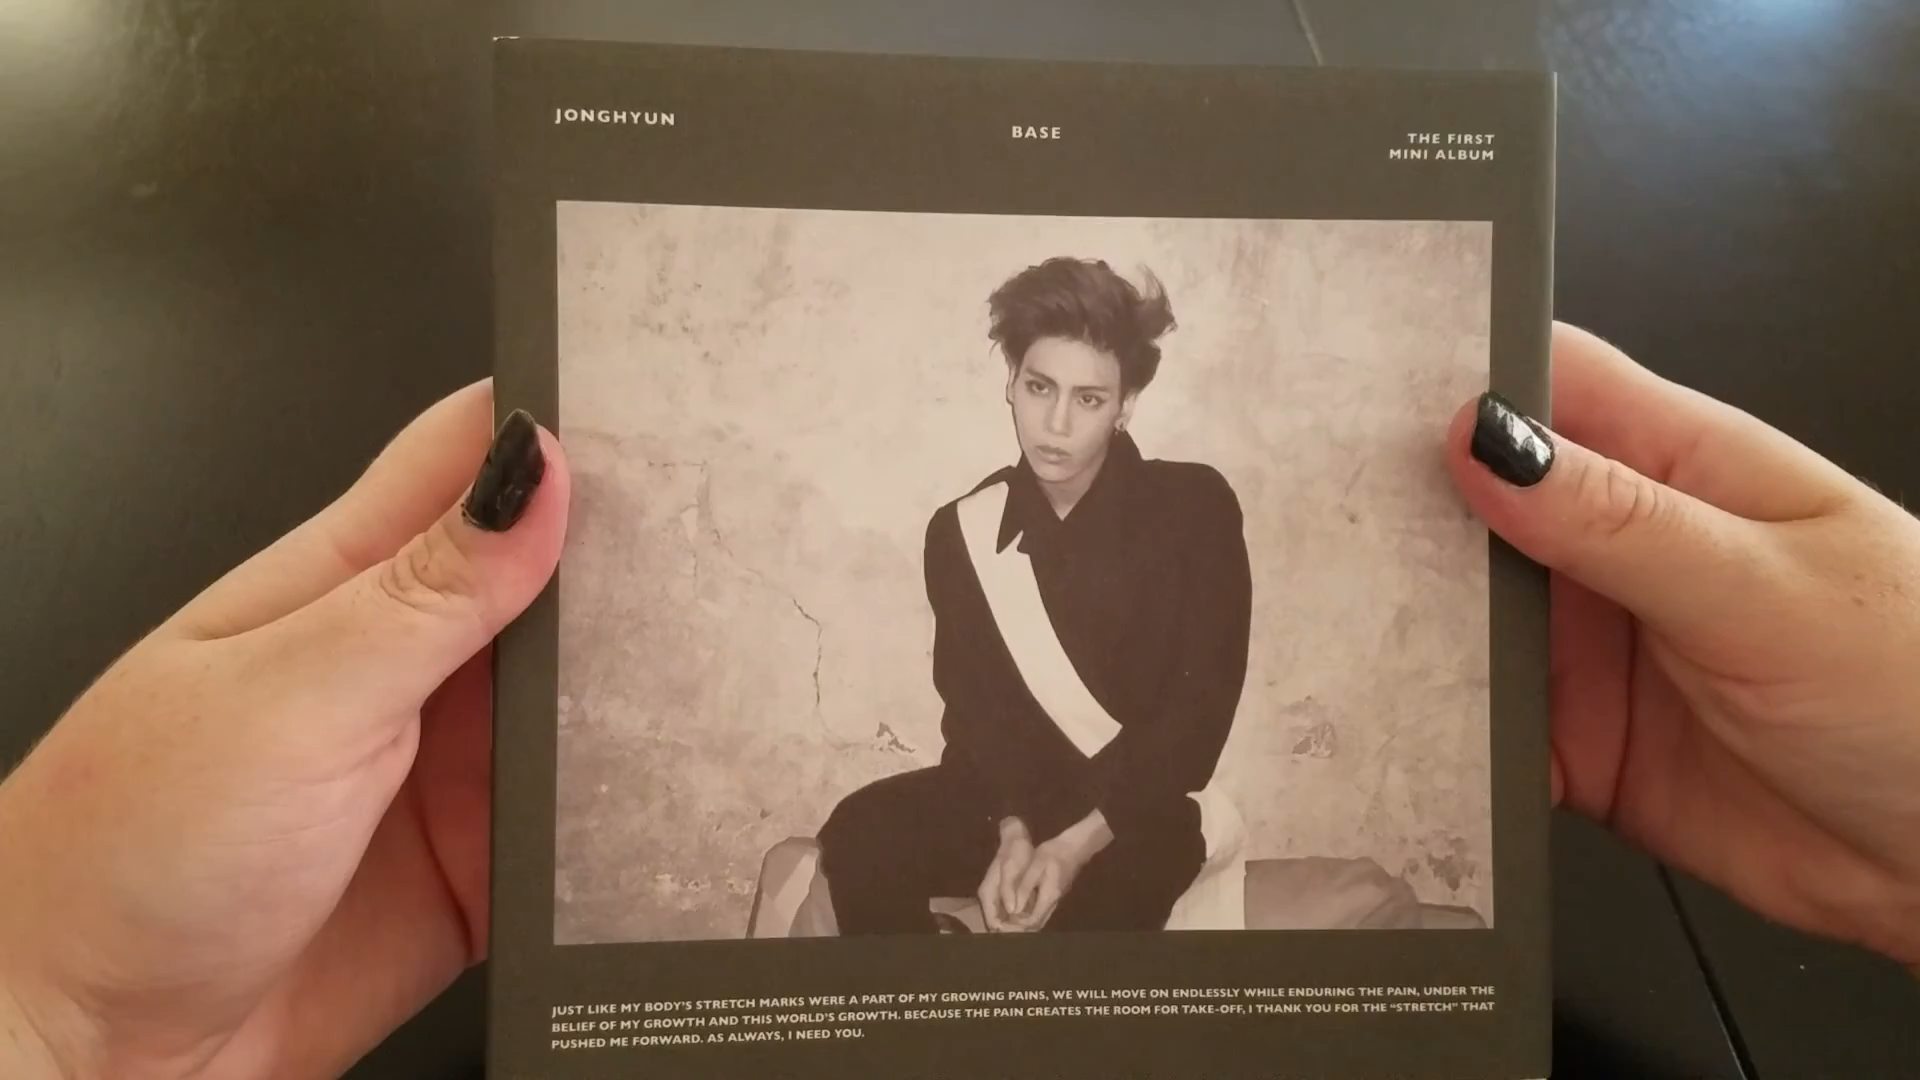 JONGHYUN
BASE
THE FIRST
MINI ALBUM
JUST LIKE MY BODY'S STRETCH MARKS WERE A PART OF MY GROWING PAINS, WE WILL MOVE ON ENDLESSLY WHILE ENDURING THE PAIN, UNDER THE
BELIEF OF MY GROWTH AND THIS WORLD'S GROWTH. BECAUSE THE PAIN CREATES THE ROOM FOR TAKE-OFF, I THANK YOU FOR THE "STRETCH" THAT
PUSHED ME FORWARD. AS ALWAYS, I NEED YOU.